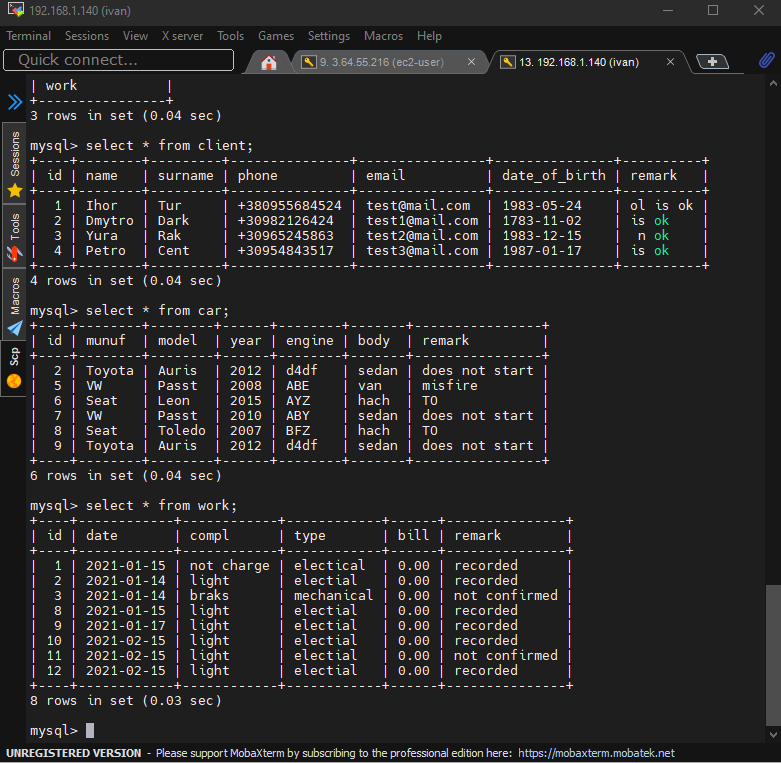 192.168.1.140 (ivan)
Terminal Sessions View X server Tools Games Settings Macros Help
Quick connect...
9. 3.64.55.216 (ec2-user)
13. 192.168.1.140 (ivan)
Sessions
Tools
Macros
Scp
| work           |
+----------------+
3 rows in set (0.04 sec)
mysql> select * from client;
+----+--------+---------+---------------+----------------+---------------+----------+
| id | name   | surname | phone         | email          | date_of_birth | remark   |
+----+--------+---------+---------------+----------------+---------------+----------+
|  1 | Ihor   | Tur     | +380955684524 | test@mail.com  | 1983-05-24    | ol is ok |
|  2 | Dmytro | Dark    | +30982126424  | test1@mail.com | 1783-11-02    | is ok    |
|  3 | Yura   | Rak     | +30965245863  | test2@mail.com | 1983-12-15    |  n ok    |
|  4 | Petro  | Cent    | +30954843517  | test3@mail.com | 1987-01-17    | is ok    |
+----+--------+---------+---------------+----------------+---------------+----------+
4 rows in set (0.04 sec)
mysql> select * from car;
+----+--------+--------+------+--------+-------+----------------+
| id | munuf  | model  | year | engine | body  | remark         |
+----+--------+--------+------+--------+-------+----------------+
|  2 | Toyota | Auris  | 2012 | d4df   | sedan | does not start |
|  5 | VW     | Passt  | 2008 | ABE    | van   | misfire        |
|  6 | Seat   | Leon   | 2015 | AYZ    | hach  | TO             |
|  7 | VW     | Passt  | 2010 | ABY    | sedan | does not start |
|  8 | Seat   | Toledo | 2007 | BFZ    | hach  | TO             |
|  9 | Toyota | Auris  | 2012 | d4df   | sedan | does not start |
+----+--------+--------+------+--------+-------+----------------+
6 rows in set (0.04 sec)
mysql> select * from work;
+----+------------+------------+------------+------+---------------+
| id | date       | compl      | type       | bill | remark        |
+----+------------+------------+------------+------+---------------+
|  1 | 2021-01-15 | not charge | electical  | 0.00 | recorded      |
|  2 | 2021-01-14 | light      | electial   | 0.00 | recorded      |
|  3 | 2021-01-14 | braks      | mechanical | 0.00 | not confirmed |
|  8 | 2021-01-15 | light      | electial   | 0.00 | recorded      |
|  9 | 2021-01-17 | light      | electial   | 0.00 | recorded      |
| 10 | 2021-02-15 | light      | electial   | 0.00 | recorded      |
| 11 | 2021-02-15 | light      | electial   | 0.00 | not confirmed |
| 12 | 2021-02-15 | light      | electial   | 0.00 | recorded      |
+----+------------+------------+------------+------+---------------+
8 rows in set (0.03 sec)
mysql>
UNREGISTERED VERSION - Please support MobaXterm by subscribing to the professional edition here: https://mobaxterm.mobatek.net